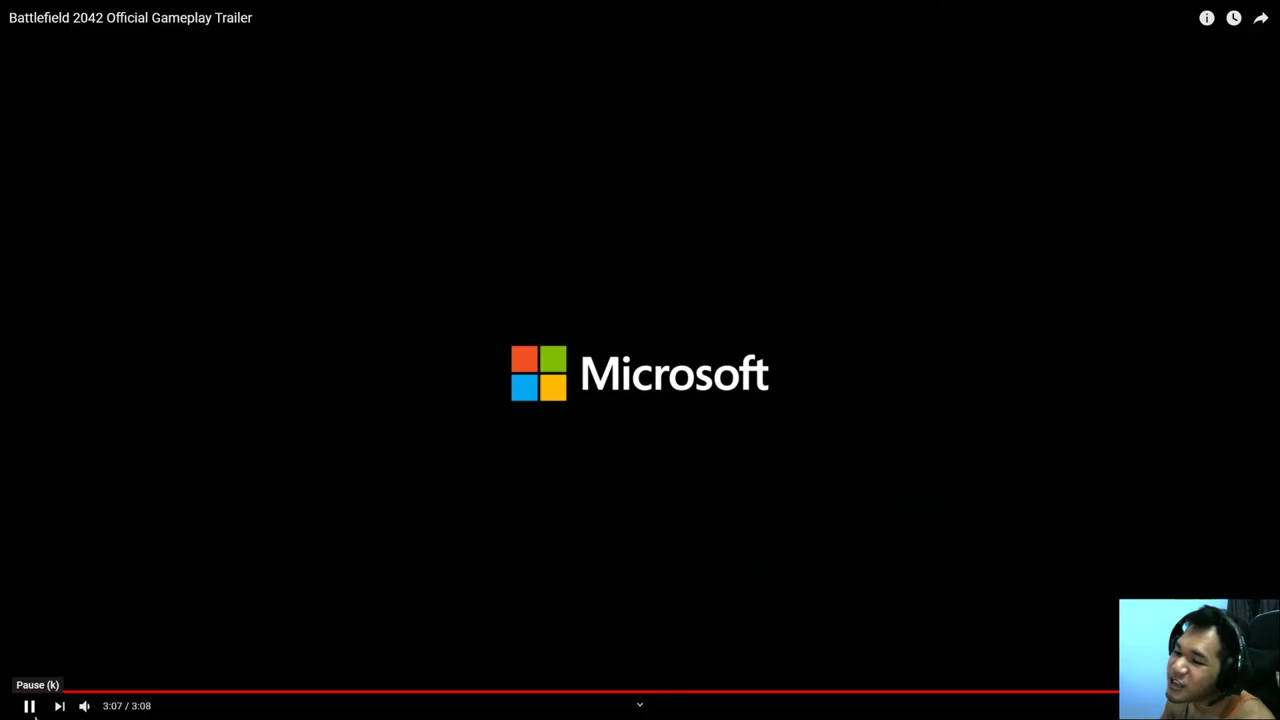 Battlefield 2042 Official Gameplay Trailer
Microsoft
Pause (k)
3:07 / 3:08